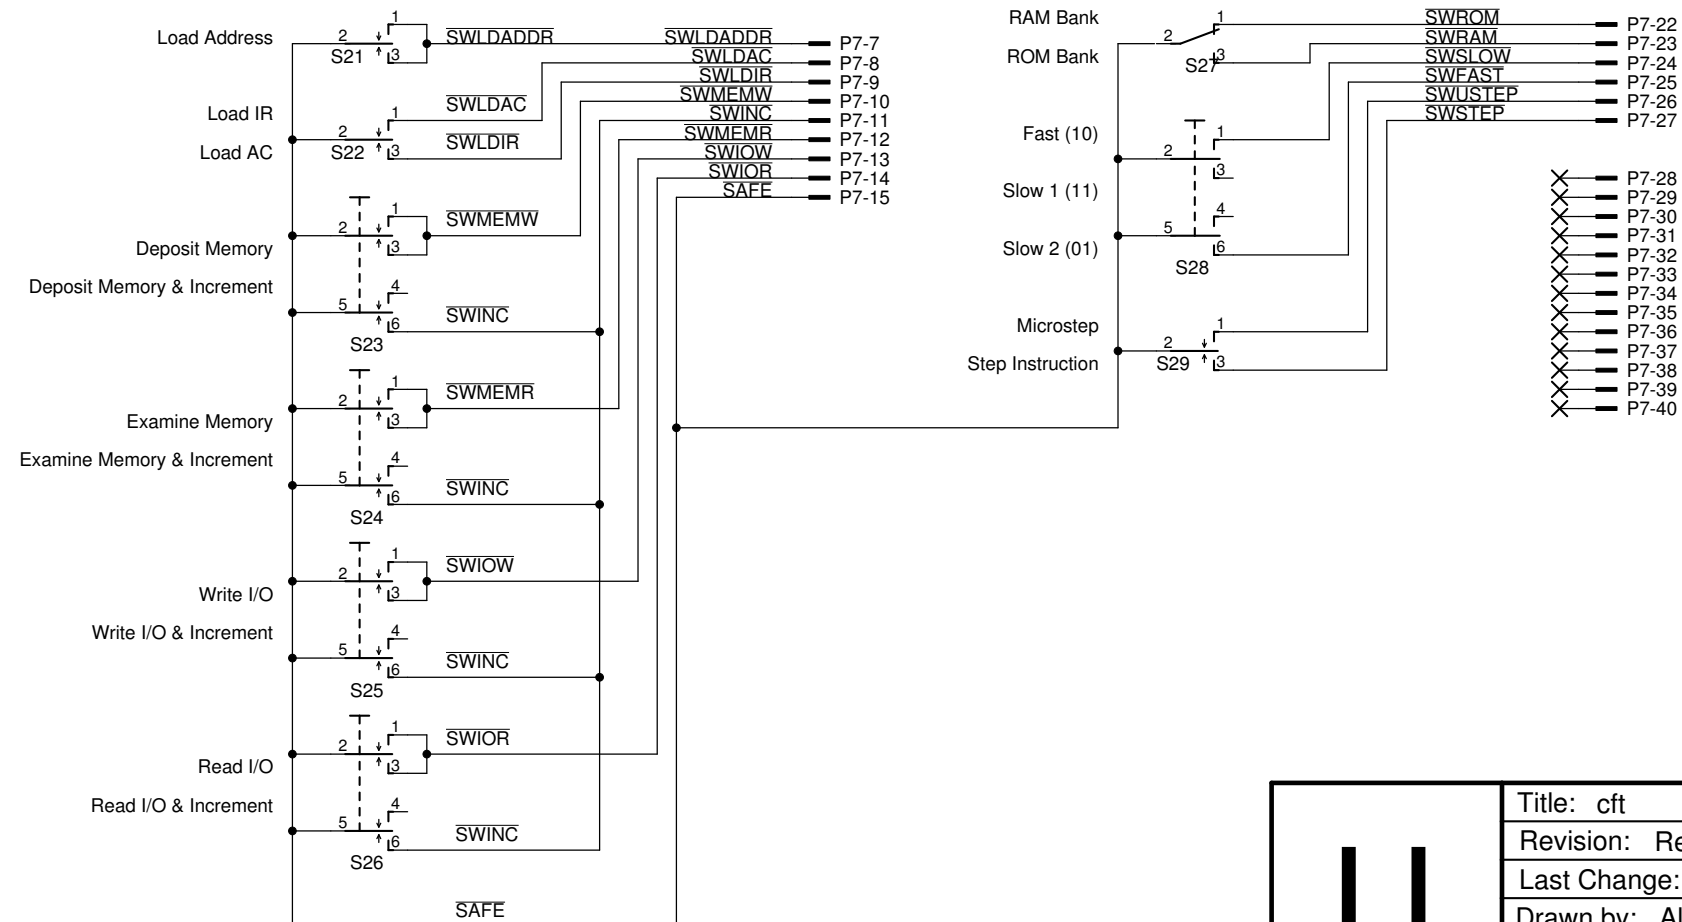 Load Address
2
1
3
S21
SWLDADDR
SWLDADDR
P7-7
SWLDAC
P7-8
SWLDIR
P7-9
SWMEMW
P7-10
SWINC
P7-11
SWMEMR
P7-12
SWIOW
P7-13
SWIOR
P7-14
SAFE
P7-15
Load IR
Load AC
2
1
3
S22
SWLDAC
SWLDIR
Deposit Memory
Deposit Memory & Increment
2
1
3
5
4
6
S23
SWMEMW
SWINC
Examine Memory
Examine Memory & Increment
2
1
3
5
4
6
S24
SWMEMR
SWINC
Write I/O
Write I/O & Increment
2
1
3
5
4
6
S25
SWIOW
SWINC
Read I/O
Read I/O & Increment
2
1
3
5
4
6
S26
SWIOR
SWINC
SAFE
RAM Bank
ROM Bank
2
1
3
S27
SWROM
P7-22
SWRAM
P7-23
SWSLOW
P7-24
SWFAST
P7-25
SWUSTEP
P7-26
SWSTEP
P7-27
Fast (10)
Slow 1 (11)
Slow 2 (01)
2
1
3
5
4
6
S28
Microstep
Step Instruction
2
1
3
S29
P7-28
P7-29
P7-30
P7-31
P7-32
P7-33
P7-34
P7-35
P7-36
P7-37
P7-38
P7-39
P7-40
Title: cft
Revision: Re
Last Change:
Drawn by: Al